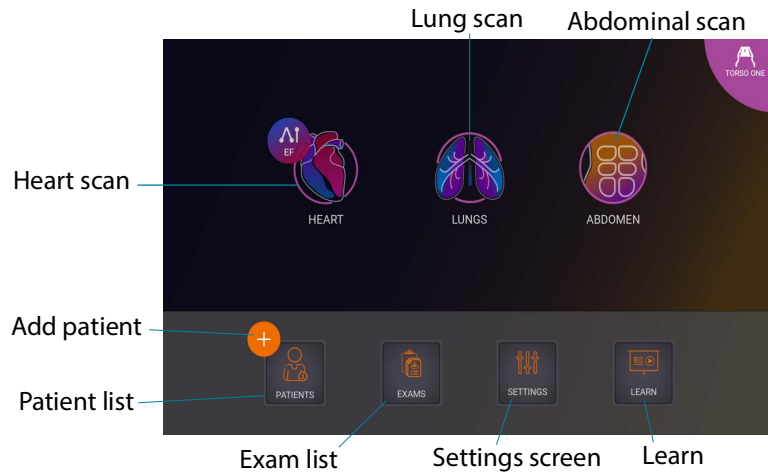 Lung scan
Abdominal scan
TORSO ONE
AI
EF
Heart scan
HEART
LUNGS
ABDOMEN
Add patient
+
Patient list
PATIENTS
EXAMS
SETTINGS
LEARN
Exam list
Settings screen
Learn